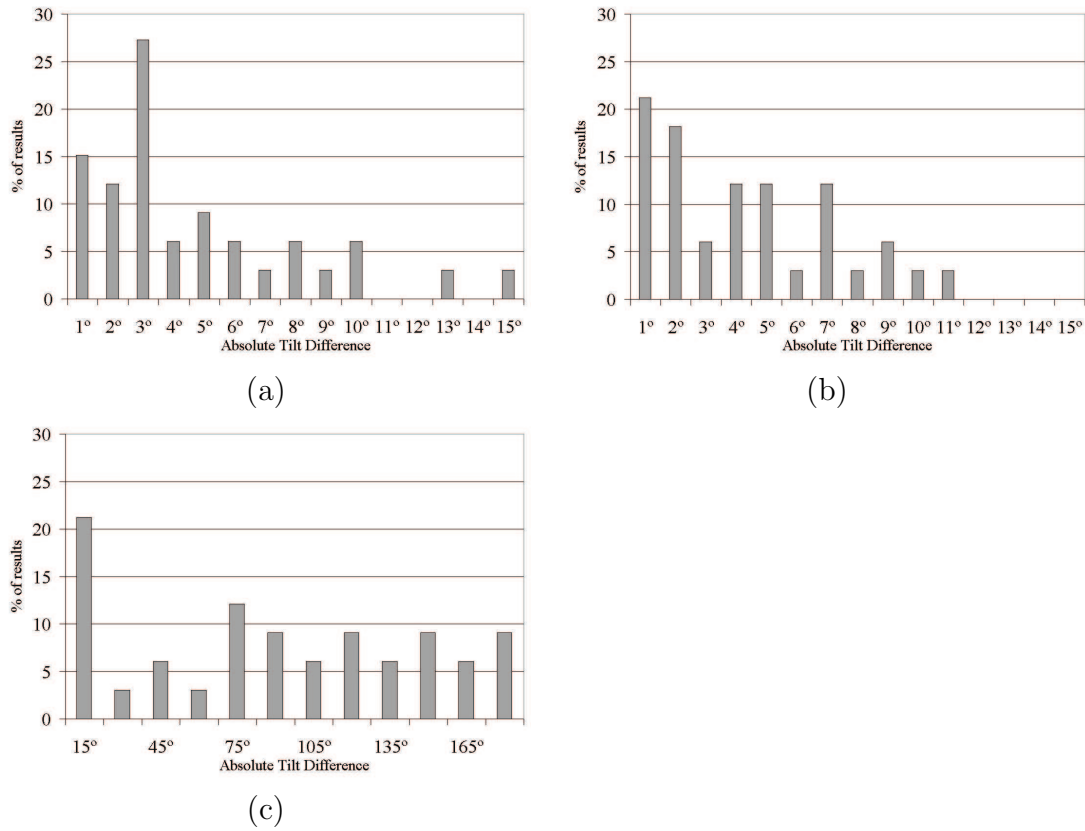 30
25
20
15
10
5
0
% of results
1º 2º 3º 4º 5º 6º 7º 8º 9º 10º 11º 12º 13º 14º 15º
Absolute Tilt Difference
(a)
30
25
20
15
10
5
0
% of results
1º 2º 3º 4º 5º 6º 7º 8º 9º 10º 11º 12º 13º 14º 15º
Absolute Tilt Difference
(b)
30
25
20
15
10
5
0
% of results
15º 45º 75º 105º 135º 165º
Absolute Tilt Difference
(c)